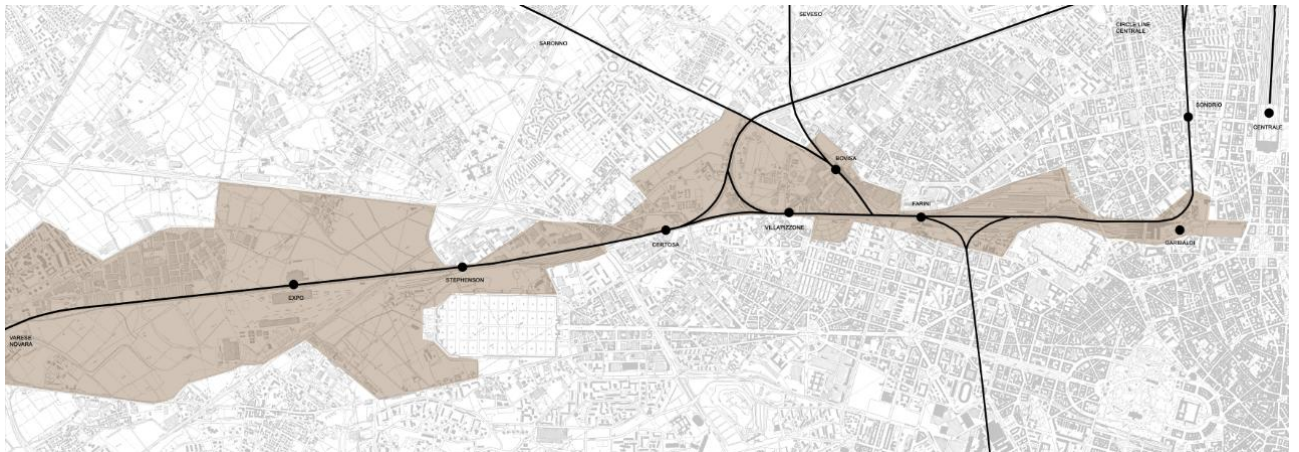 SEVESO
CIRCLE LINE
CENTRALE
SARONNO
SONDRIO
CENTRALE
BOVISA
FARINI
VILLAPIZZONE
CERTOSA
GARIBALDI
STEPHENSON
EXPO
VARESE
NOVARA